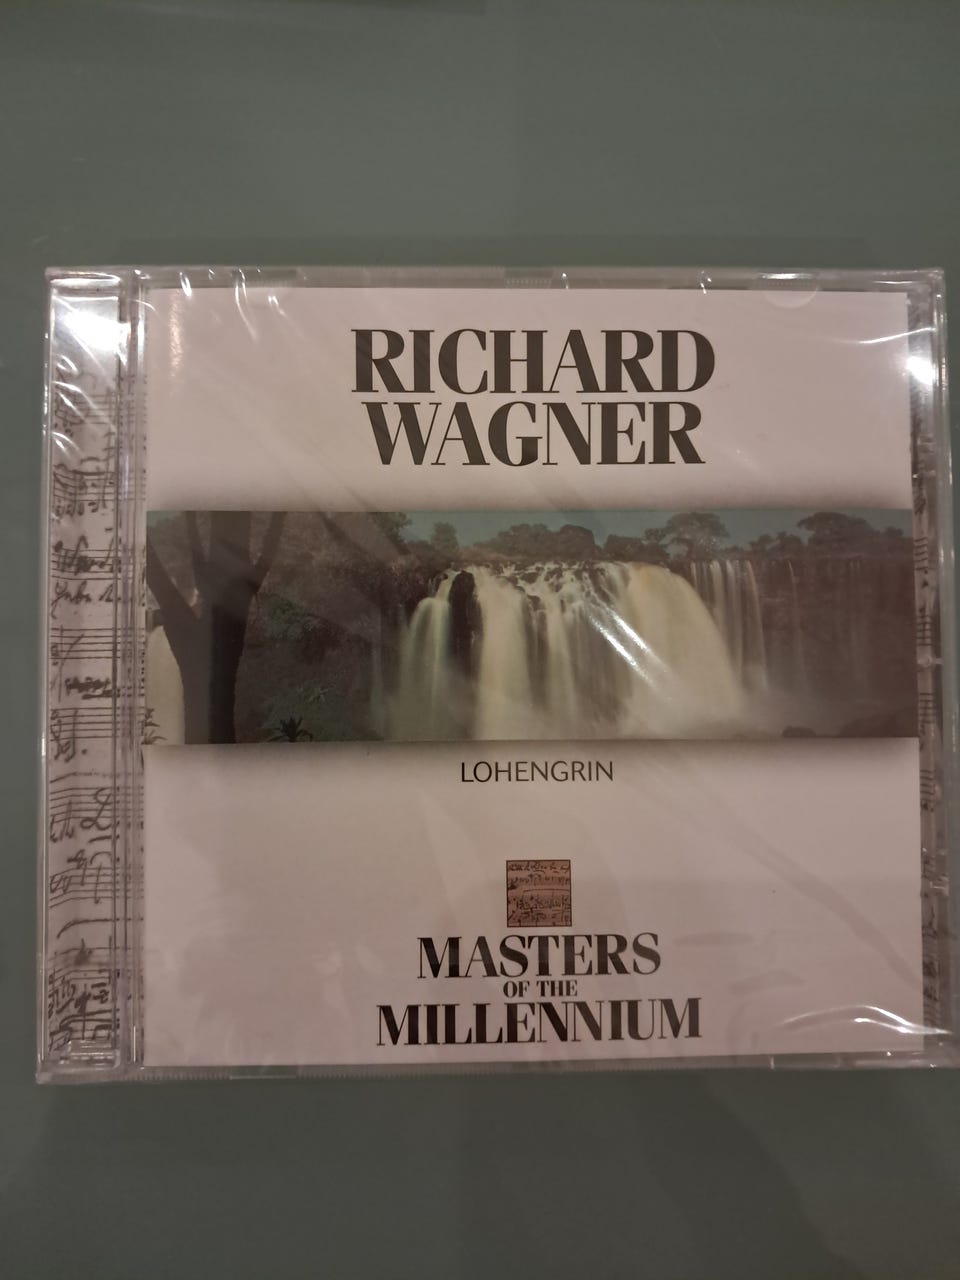 RICHARD
WAGNER
LOHENGRIN
MASTERS
OF THE
MILLENNIUM